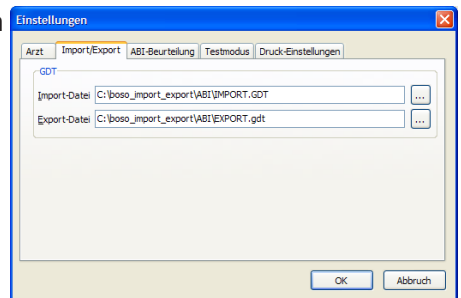 Einstellungen
Arzt Import/Export ABI-Beurteilung Testmodus Druck-Einstellungen
GDT
Import-Datei C:\boso_import_export\ABI\IMPORT.GDT ...
Export-Datei C:\boso_import_export\ABI\EXPORT.gdt ...
OK Abbruch